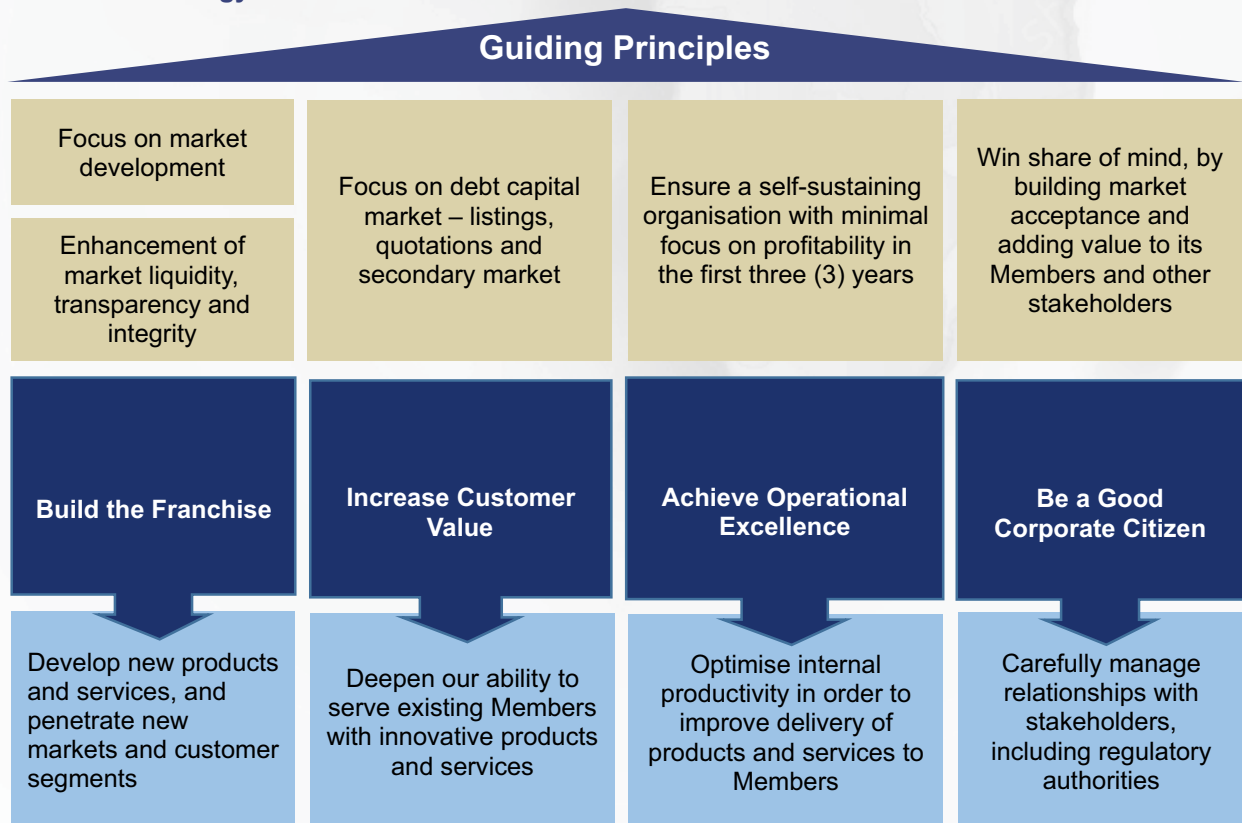 Guiding Principles
Focus on market
development
Enhancement of
market liquidity,
transparency and
integrity
Focus on debt capital
market – listings,
quotations and
secondary market
Ensure a self-sustaining
organisation with minimal
focus on profitability in
the first three (3) years
Win share of mind, by
building market
acceptance and
adding value to its
Members and other
stakeholders
Build the Franchise
Increase Customer
Value
Achieve Operational
Excellence
Be a Good
Corporate Citizen
Develop new products
and services, and
penetrate new
markets and customer
segments
Deepen our ability to
serve existing Members
with innovative products
and services
Optimise internal
productivity in order to
improve delivery of
products and services to
Members
Carefully manage
relationships with
stakeholders,
including regulatory
authorities